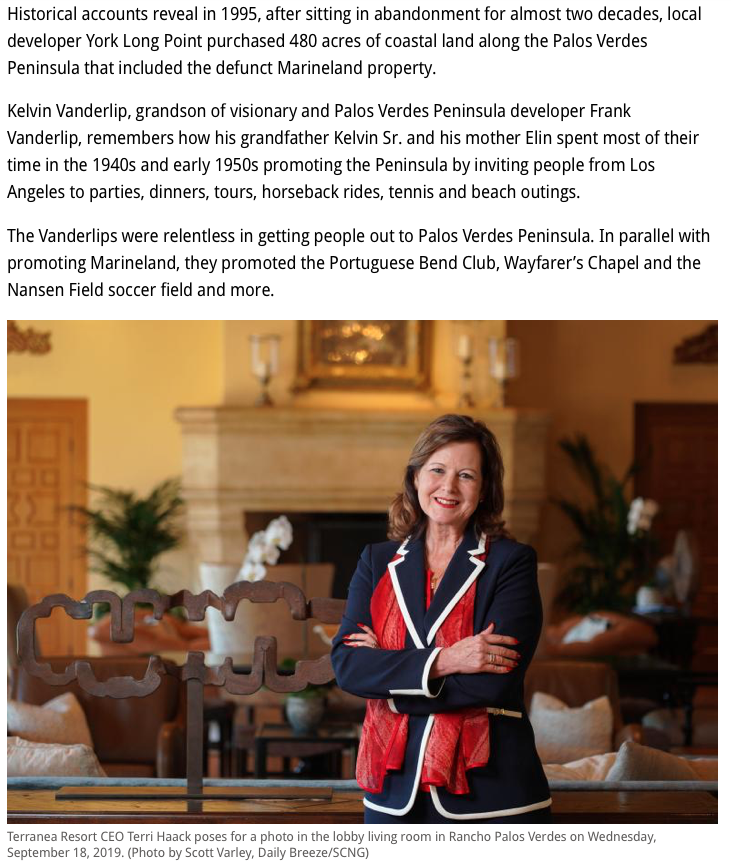 Historical accounts reveal in 1995, after sitting in abandonment for almost two decades, local
developer York Long Point purchased 480 acres of coastal land along the Palos Verdes
Peninsula that included the defunct Marineland property.
Kelvin Vanderlip, grandson of visionary and Palos Verdes Peninsula developer Frank
Vanderlip, remembers how his grandfather Kelvin Sr. and his mother Elin spent most of their
time in the 1940s and early 1950s promoting the Peninsula by inviting people from Los
Angeles to parties, dinners, tours, horseback rides, tennis and beach outings.
The Vanderlips were relentless in getting people out to Palos Verdes Peninsula. In parallel with
promoting Marineland, they promoted the Portuguese Bend Club, Wayfarer’s Chapel and the
Nansen Field soccer field and more.
Terranea Resort CEO Terri Haack poses for a photo in the lobby living room in Rancho Palos Verdes on Wednesday,
September 18, 2019. (Photo by Scott Varley, Daily Breeze/SCNG)